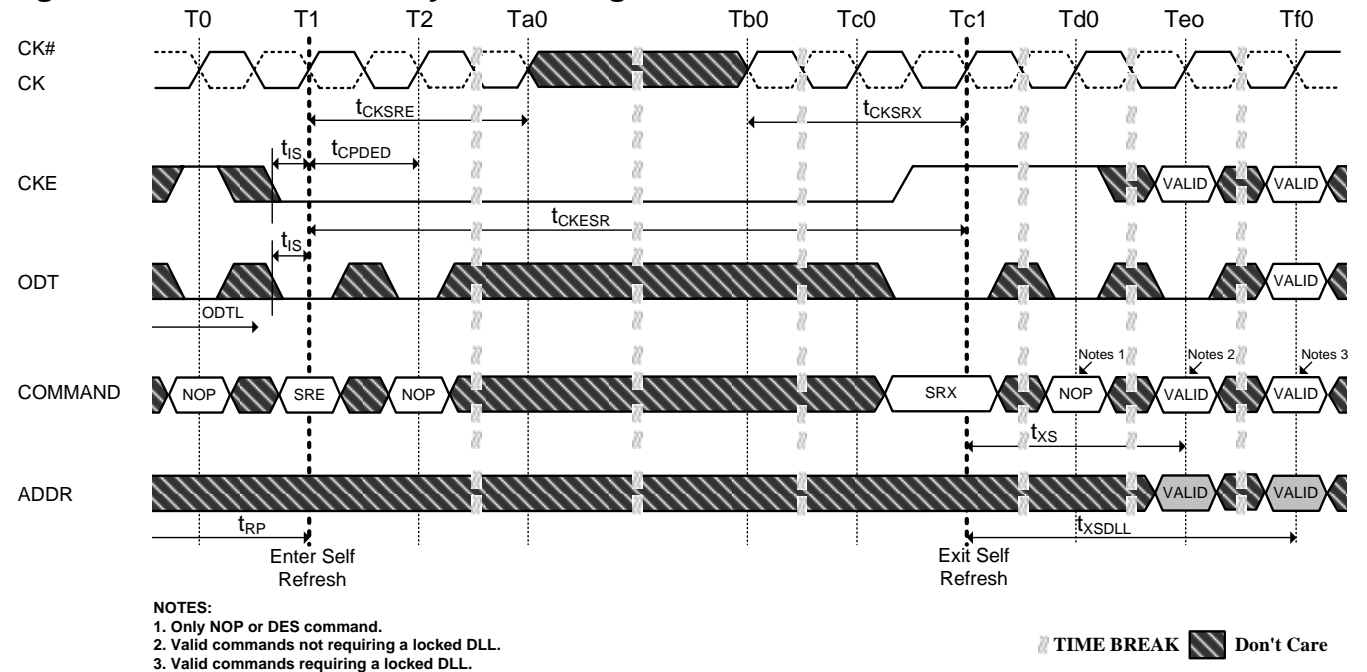 T0 T1 T2 Ta0 Tb0 Tc0 Tc1 Td0 Teo Tf0
CK#
CK
tCKSRE tCKSRX
tIS tCPDED
CKE VALID VALID
tCKESR
tIS
ODT VALID
ODTL
Notes 1 Notes 2 Notes 3
COMMAND NOP SRE NOP SRX NOP VALID VALID
tXS
ADDR VALID VALID
tRP tXSDLL
Enter Self Exit Self
Refresh Refresh
NOTES:
1. Only NOP or DES command.
2. Valid commands not requiring a locked DLL.
3. Valid commands requiring a locked DLL.
TIME BREAK Don't Care